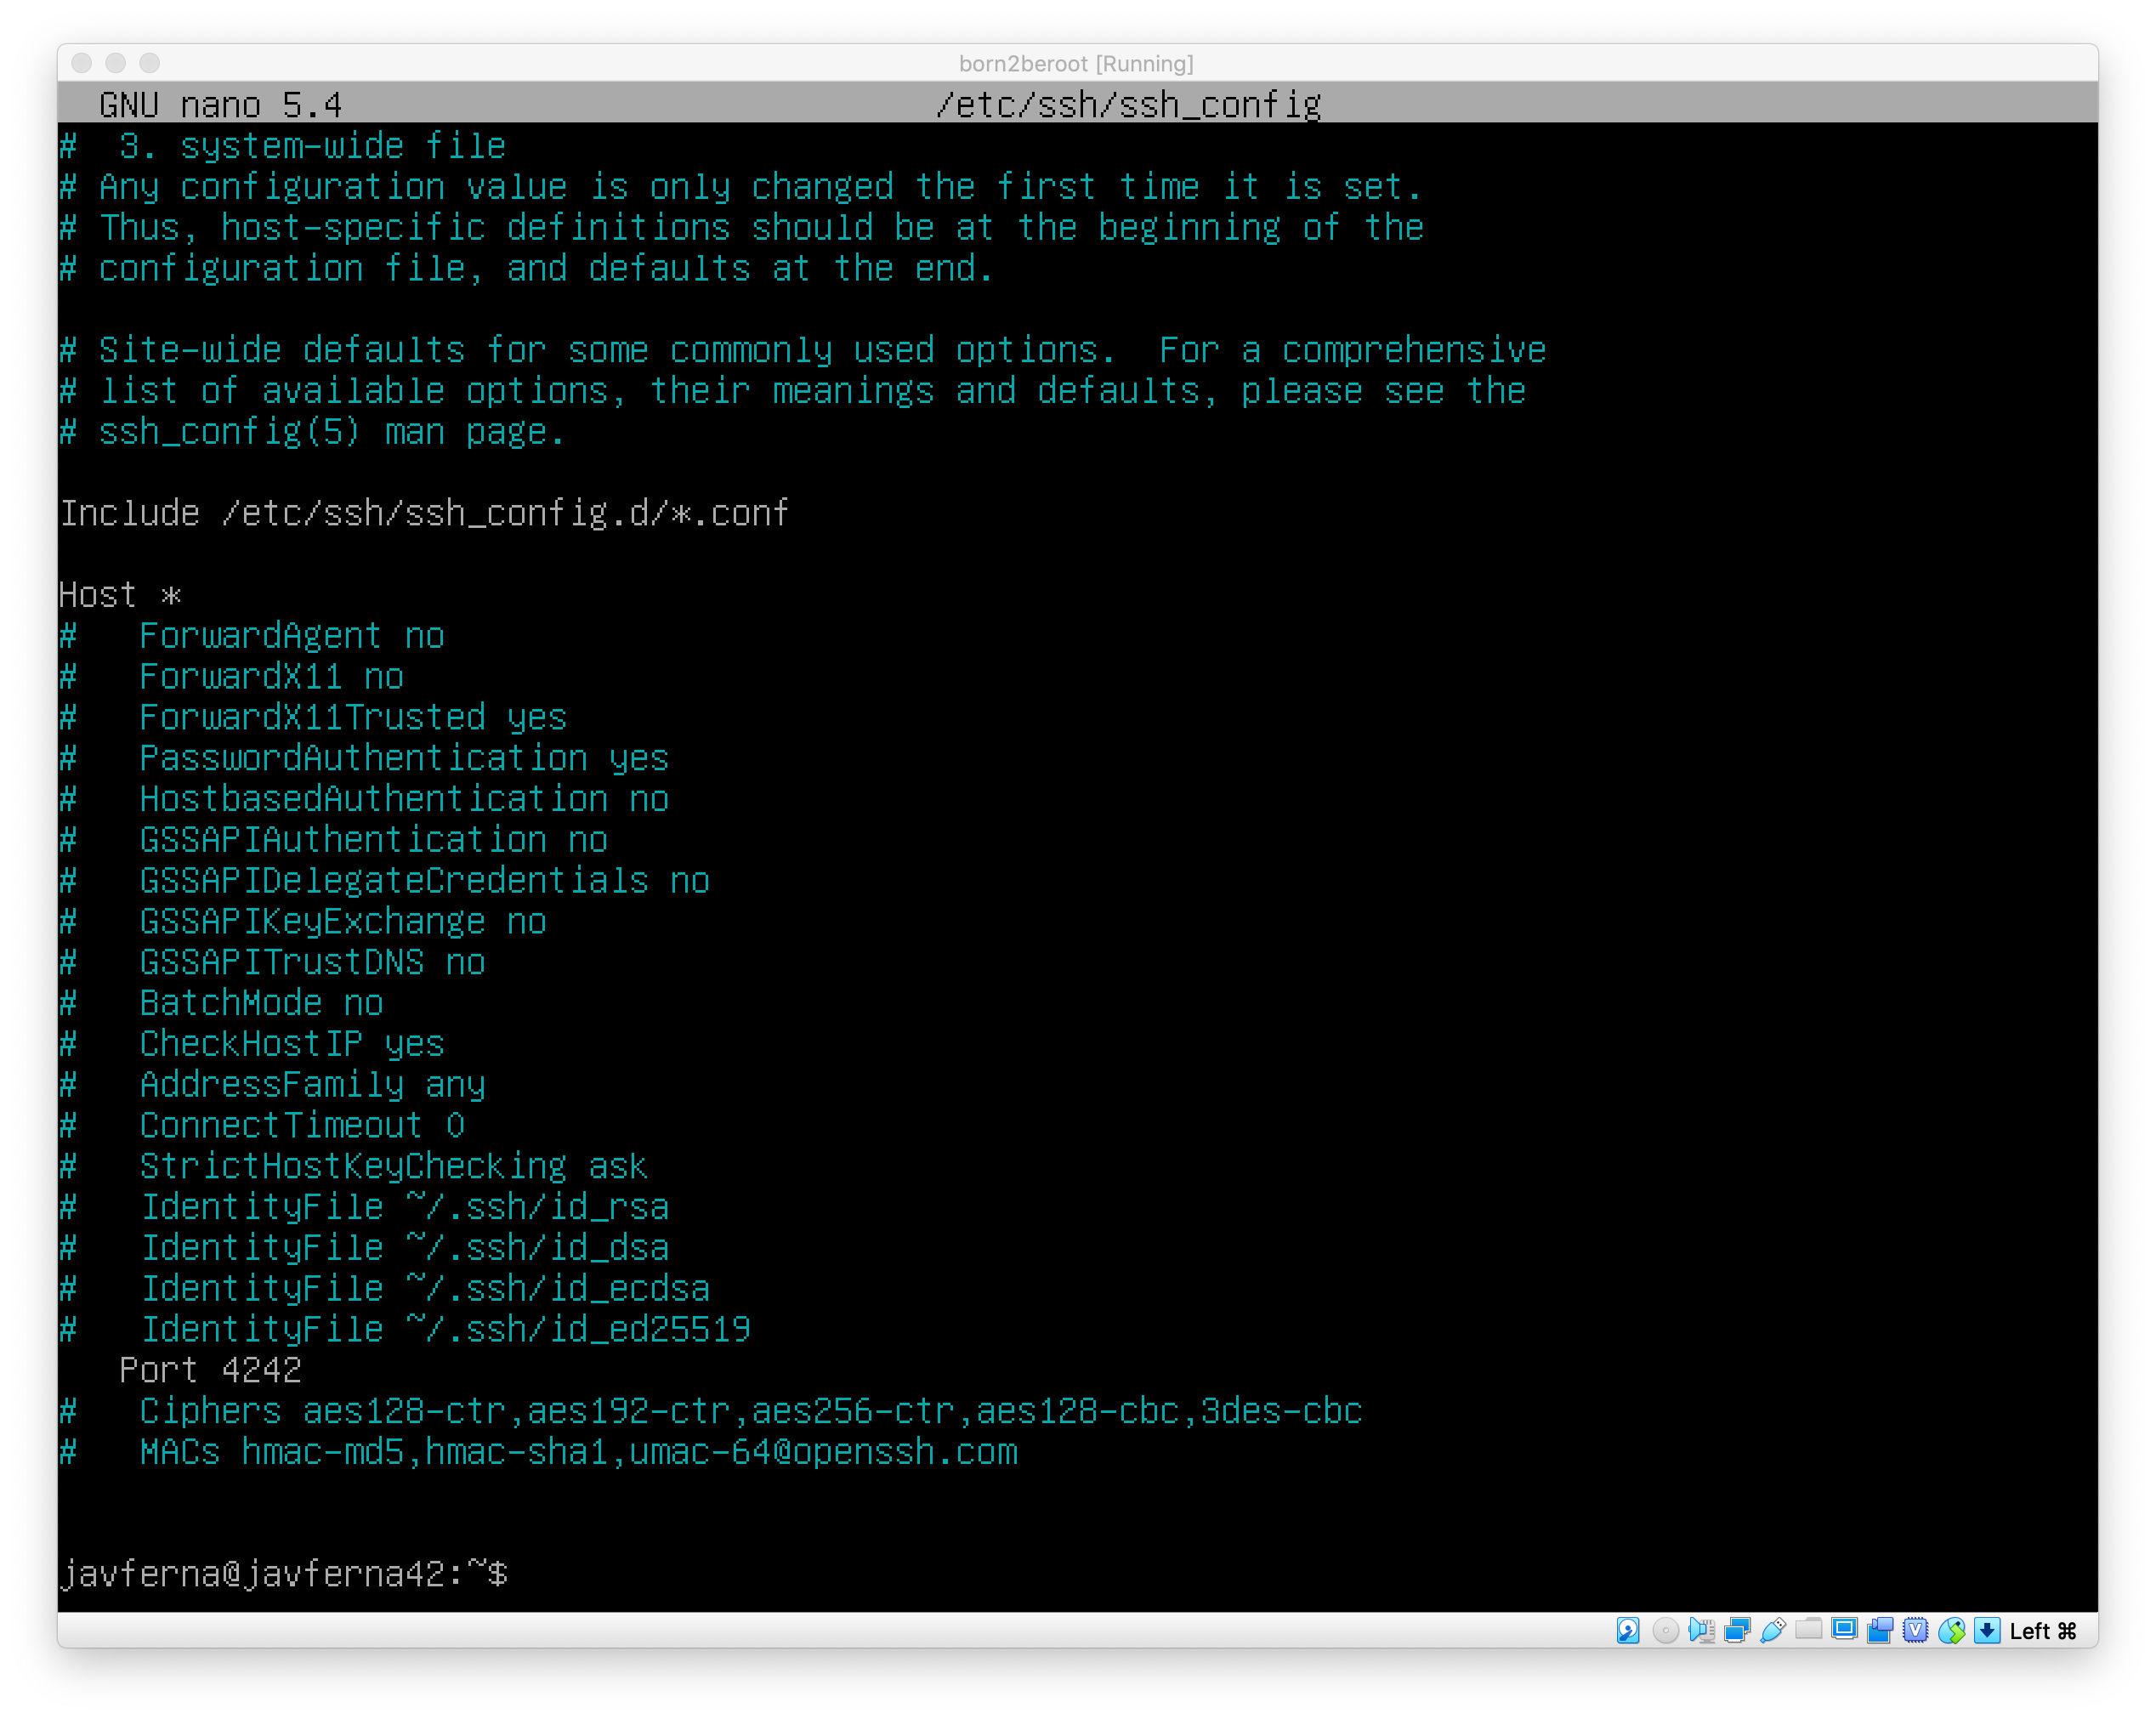 born2beroot [Running]
GNU nano 5.4 /etc/ssh/ssh_config
#  3. system-wide file
# Any configuration value is only changed the first time it is set.
# Thus, host-specific definitions should be at the beginning of the
# configuration file, and defaults at the end.
# Site-wide defaults for some commonly used options.  For a comprehensive
# list of available options, their meanings and defaults, please see the
# ssh_config(5) man page.
Include /etc/ssh/ssh_config.d/*.conf
Host *
#   ForwardAgent no
#   ForwardX11 no
#   ForwardX11Trusted yes
#   PasswordAuthentication yes
#   HostbasedAuthentication no
#   GSSAPIAuthentication no
#   GSSAPIDelegateCredentials no
#   GSSAPIKeyExchange no
#   GSSAPITrustDNS no
#   BatchMode no
#   CheckHostIP yes
#   AddressFamily any
#   ConnectTimeout 0
#   StrictHostKeyChecking ask
#   IdentityFile ~/.ssh/id_rsa
#   IdentityFile ~/.ssh/id_dsa
#   IdentityFile ~/.ssh/id_ecdsa
#   IdentityFile ~/.ssh/id_ed25519
   Port 4242
#   Ciphers aes128-ctr,aes192-ctr,aes256-ctr,aes128-cbc,3des-cbc
#   MACs hmac-md5,hmac-sha1,umac-64@openssh.com
javferna@javferna42:~$
Left ⌘